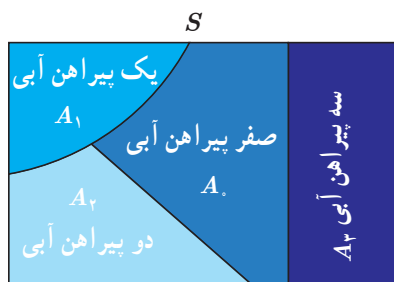 S
یک پیراهن آبی
A۱
صفر پیراهن آبی
A۰
سه پیراهن آبی A۳
A۲
دو پیراهن آبی